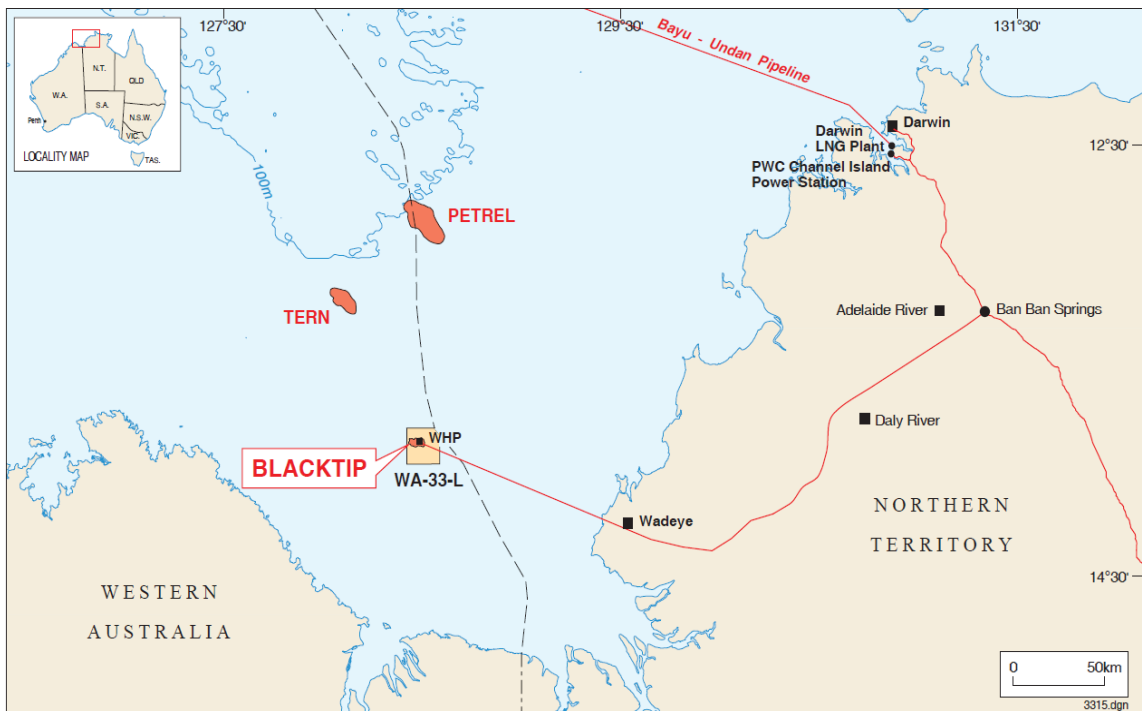 127°30'
129°30'
131°30'
N.T.
QLD
W.A.
S.A.
N.S.W.
Perth
VIC.
TAS.
LOCALITY MAP
Bayu - Undan Pipeline
Darwin
Darwin
LNG Plant
12°30'
PWC Channel Island
Power Station
100m
PETREL
TERN
Adelaide River
Ban Ban Springs
Daly River
WHP
BLACKTIP
WA-33-L
Wadeye
NORTHERN
TERRITORY
14°30'
WESTERN
AUSTRALIA
0 50km
3315.dgn